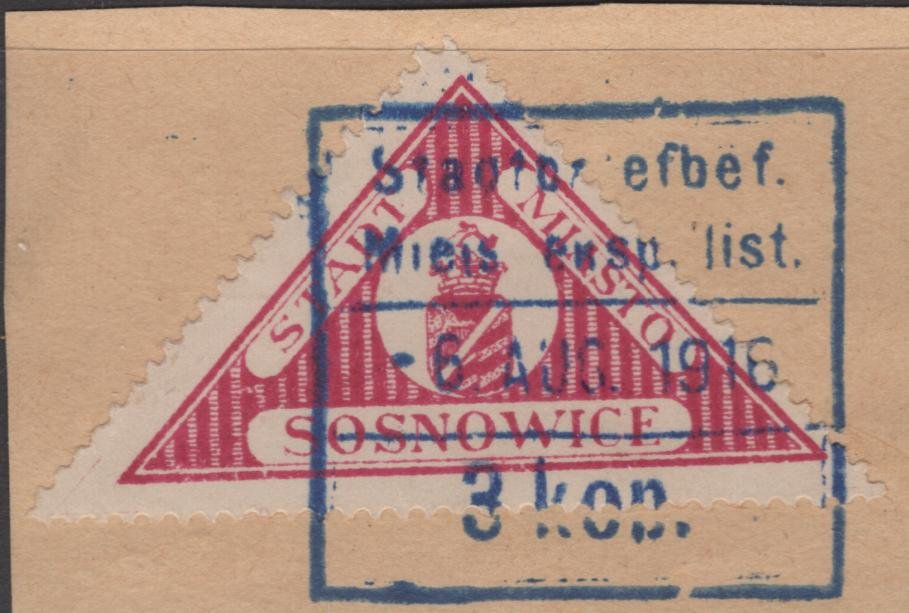 STADT
MIASTO
SOSNOWICE
Stadtbriefbef.
Miejs. eksp. list.
- 6. AUG. 1916
3 kop.